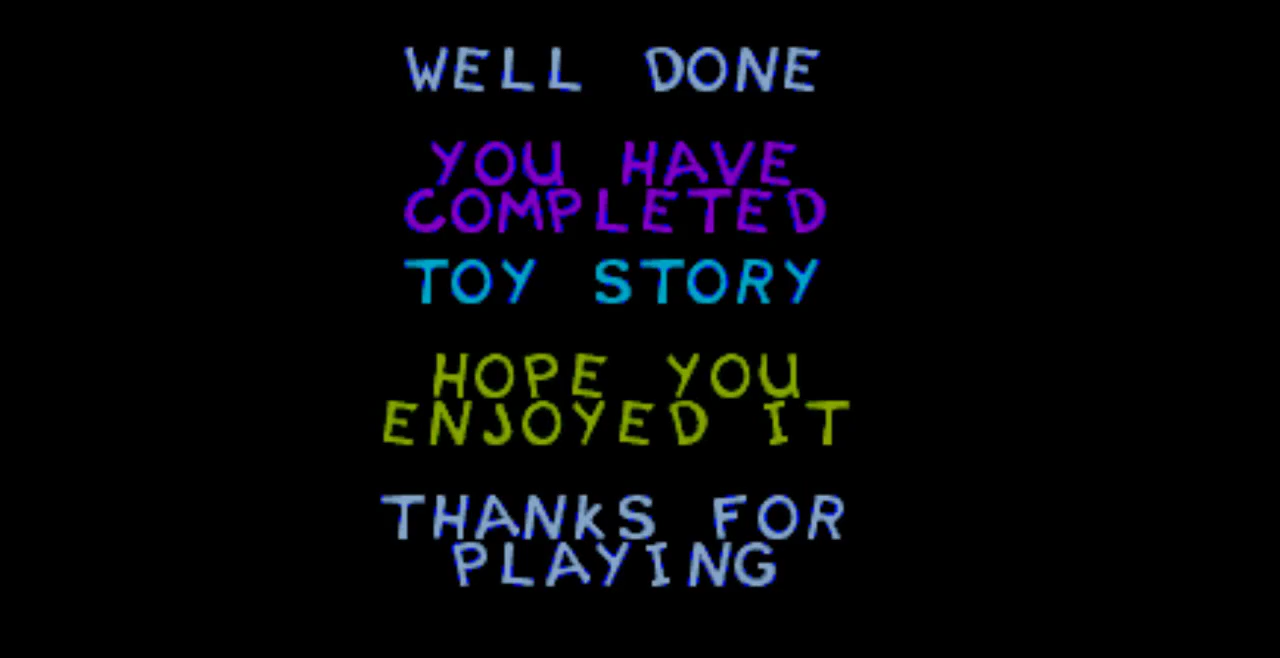 WELL DONE
YOU HAVE
COMPLETED
TOY STORY
HOPE YOU
ENJOYED IT
THANKS FOR
PLAYING